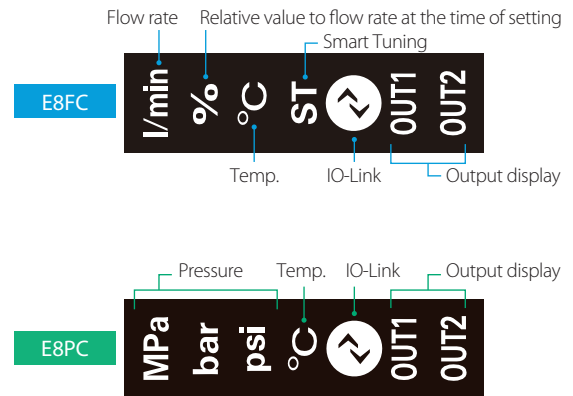 Flow rate
Relative value to flow rate at the time of setting
Smart Tuning
E8FC
l/min
%
°C
ST
OUT1
OUT2
Temp.
IO-Link
Output display
Pressure
Temp.
IO-Link
Output display
E8PC
MPa
bar
psi
°C
OUT1
OUT2